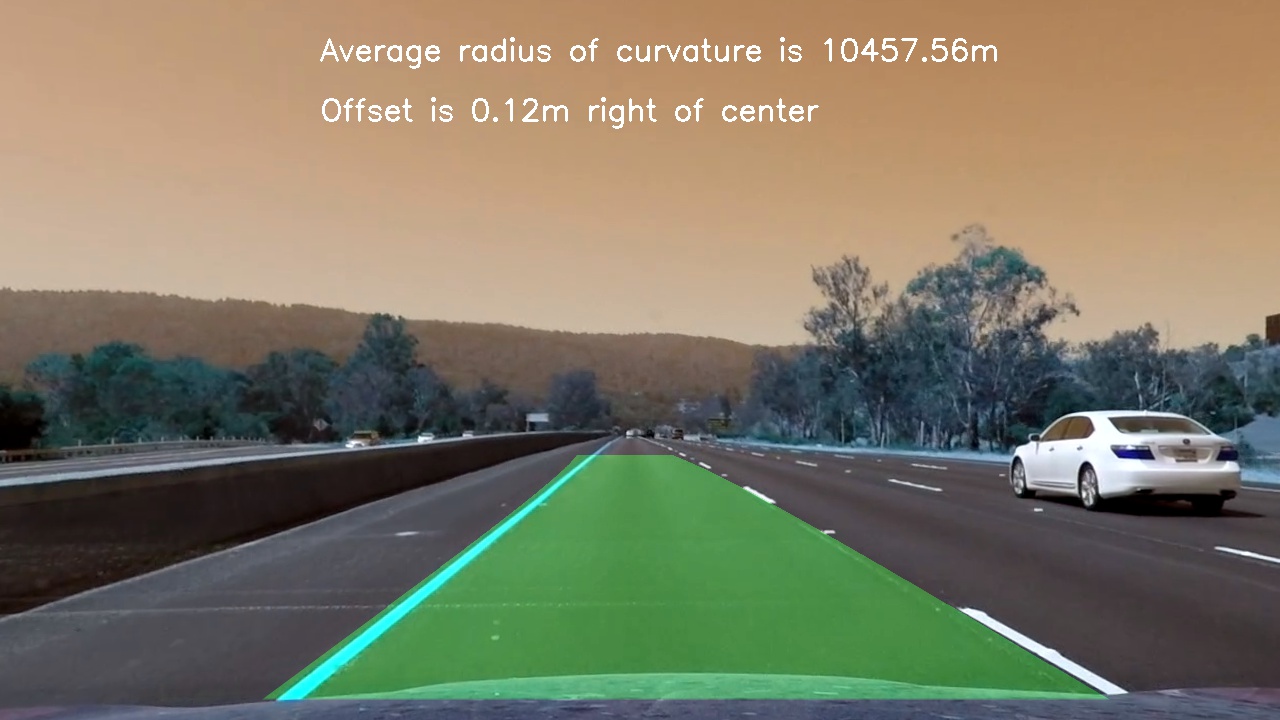 Average radius of curvature is 10457.56m
Offset is 0.12m right of center